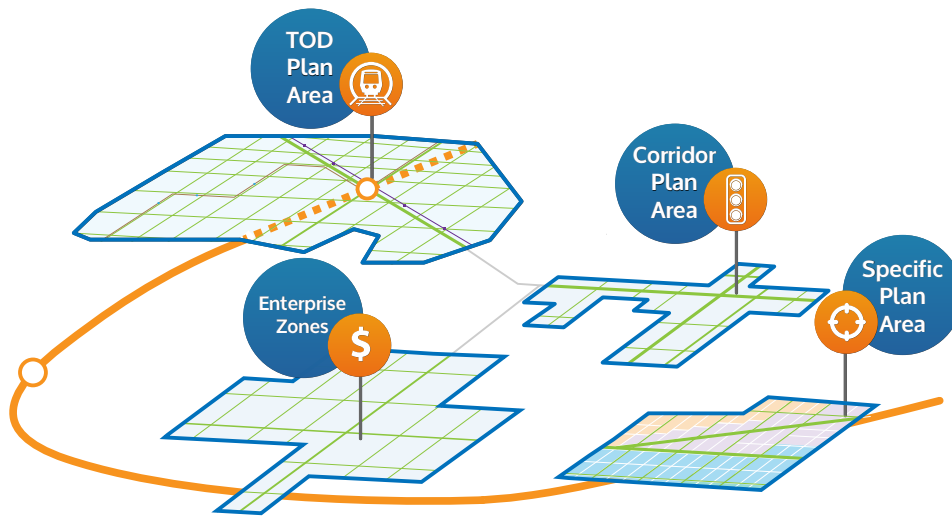 TOD
Plan
Area
Corridor
Plan
Area
Specific
Plan
Area
Enterprise
Zones
$